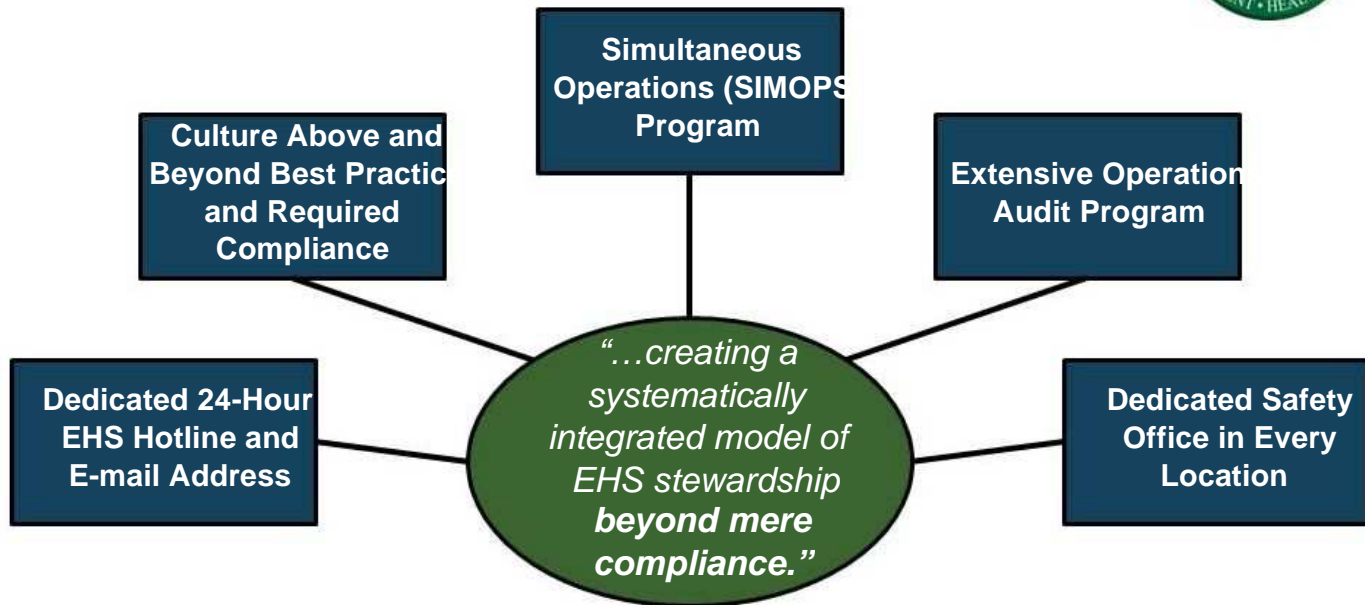 Simultaneous
Operations (SIMOPS
Program
Culture Above and
Beyond Best Practic
and Required
Compliance
Extensive Operation
Audit Program
Dedicated 24-Hour
EHS Hotline and
E-mail Address
Dedicated Safety
Office in Every
Location
“…creating a
systematically
integrated model of
EHS stewardship
beyond mere
compliance.”